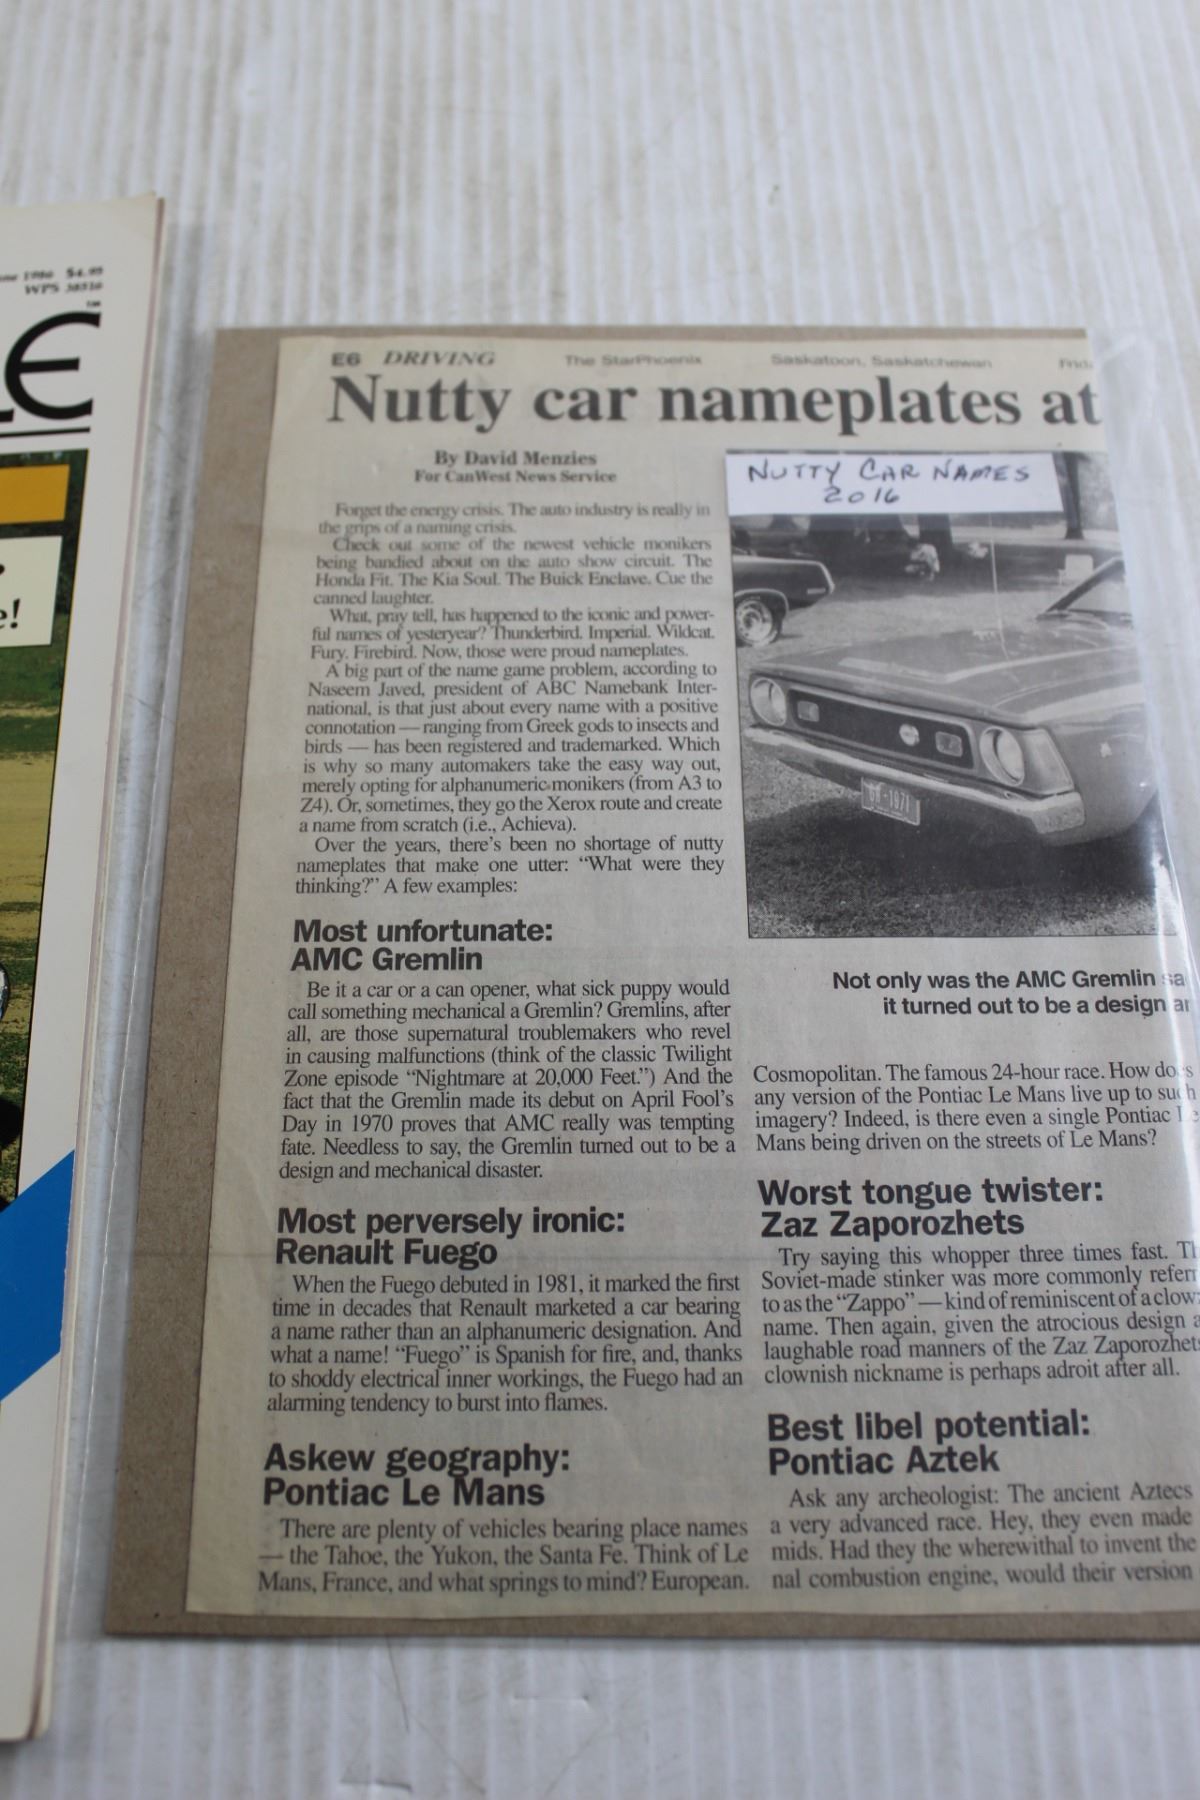 $4.95
LE
e!
E6 DRIVING The StarPhoenix Saskatoon, Saskatchewan
Nutty car nameplates at
By David Menzies
For CanWest News Service
Forget the energy crisis. The auto industry is really in
the grips of a naming crisis.
Check out some of the newest vehicle monikers
being bandied about on the auto show circuit. The
Honda Fit. The Kia Soul. The Buick Enclave. Cue the
canned laughter.
What, pray tell, has happened to the iconic and power-
ful names of yesteryear? Thunderbird. Imperial. Wildcat.
Fury. Firebird. Now, those were proud nameplates.
A big part of the name game problem, according to
Naseem Javed, president of ABC Namebank Inter-
national, is that just about every name with a positive
connotation — ranging from Greek gods to insects and
birds — has been registered and trademarked. Which
is why so many automakers take the easy way out,
merely opting for alphanumeric monikers (from A3 to
Z4). Or, sometimes, they go the Xerox route and create
a name from scratch (i.e., Achieva).
Over the years, there's been no shortage of nutty
nameplates that make one utter: "What were they
thinking?" A few examples:
Most unfortunate:
AMC Gremlin
Be it a car or a can opener, what sick puppy would
call something mechanical a Gremlin? Gremlins, after
all, are those supernatural troublemakers who revel
in causing malfunctions (think of the classic Twilight
Zone episode "Nightmare at 20,000 Feet.") And the
fact that the Gremlin made its debut on April Fool's
Day in 1970 proves that AMC really was tempting
fate. Needless to say, the Gremlin turned out to be a
design and mechanical disaster.
Most perversely ironic:
Renault Fuego
When the Fuego debuted in 1981, it marked the first
time in decades that Renault marketed a car bearing
a name rather than an alphanumeric designation. And
what a name! "Fuego" is Spanish for fire, and, thanks
to shoddy electrical inner workings, the Fuego had an
alarming tendency to burst into flames.
Askew geography:
Pontiac Le Mans
There are plenty of vehicles bearing place names
— the Tahoe, the Yukon, the Santa Fe. Think of Le
Mans, France, and what springs to mind? European.
NUTTY CAR NAMES
2016
Not only was the AMC Gremlin
it turned out to be a design
Cosmopolitan. The famous 24-hour race. How does
any version of the Pontiac Le Mans live up to such
imagery? Indeed, is there even a single Pontiac Le
Mans being driven on the streets of Le Mans?
Worst tongue twister:
Zaz Zaporozhets
Try saying this whopper three times fast.
Soviet-made stinker was more commonly
to as the "Zappo" — kind of reminiscent of a
name. Then again, given the atrocious design
laughable road manners of the Zaz Zaporozhets
clownish nickname is perhaps adroit after all.
Best libel potential:
Pontiac Aztek
Ask any archeologist: The ancient Aztecs
a very advanced race. Hey, they even made
mids. Had they the wherewithal to invent the
nal combustion engine, would their version